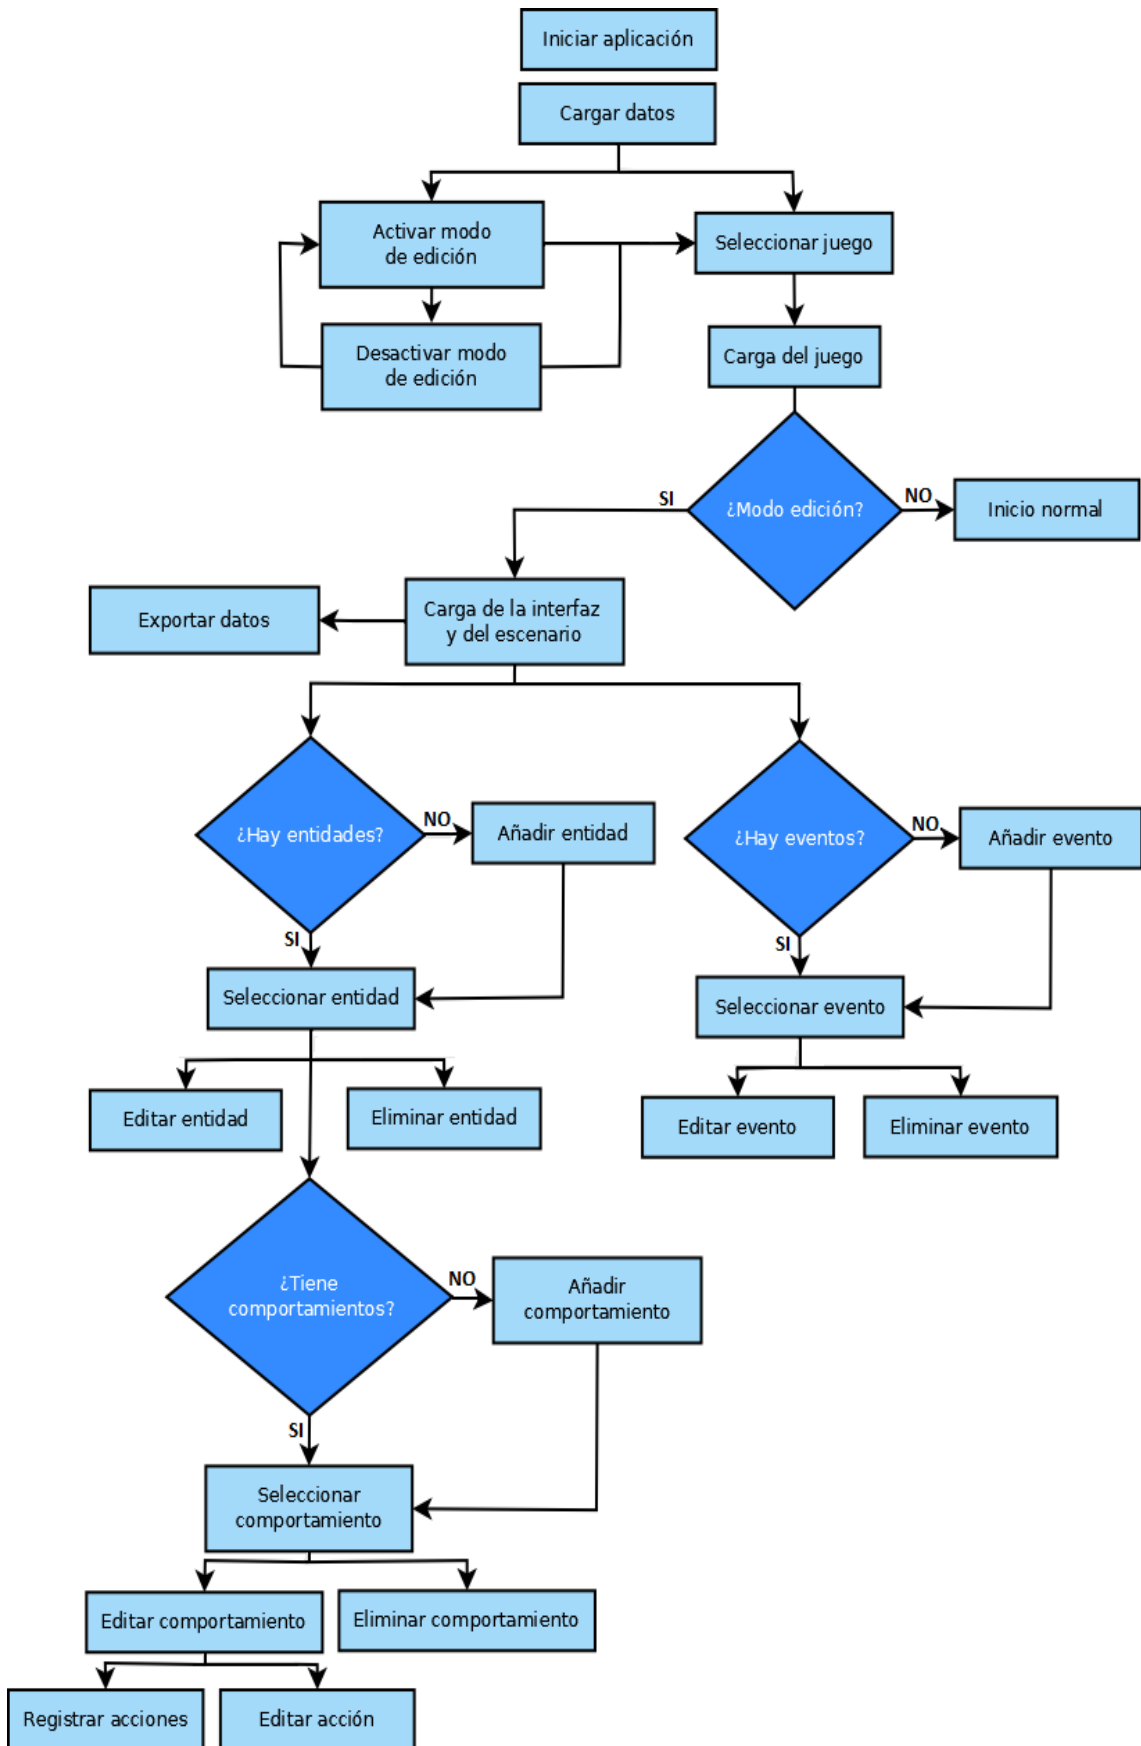 Iniciar aplicación
Cargar datos
Activar modo
de edición
Seleccionar juego
Desactivar modo
de edición
Carga del juego
¿Modo edición?
SI
NO
Inicio normal
Carga de la interfaz
y del escenario
Exportar datos
¿Hay entidades?
NO
Añadir entidad
¿Hay eventos?
NO
Añadir evento
SI
SI
Seleccionar entidad
Seleccionar evento
Editar entidad
Eliminar entidad
Editar evento
Eliminar evento
¿Tiene
comportamientos?
NO
Añadir
comportamiento
SI
Seleccionar
comportamiento
Editar comportamiento
Eliminar comportamiento
Registrar acciones
Editar acción